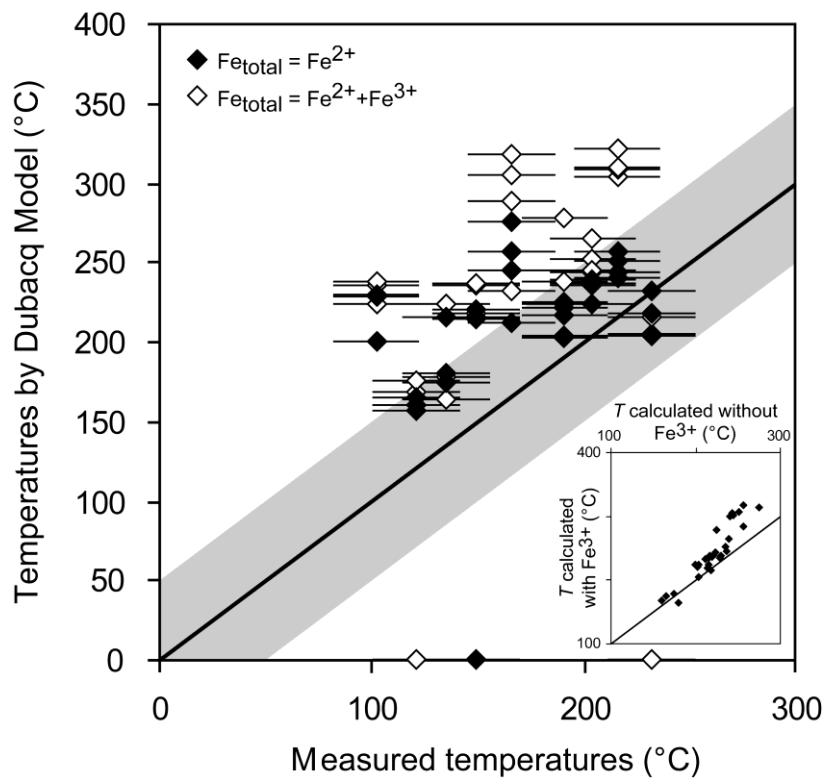 400
350
300
250
200
150
100
50
0
Temperatures by Dubacq Model (°C)
Fe_total = Fe²⁺
Fe_total = Fe²⁺+Fe³⁺
T calculated without
Fe³⁺ (°C)
100 300
400
T calculated
with Fe³⁺ (°C)
100
0 100 200 300
Measured temperatures (°C)